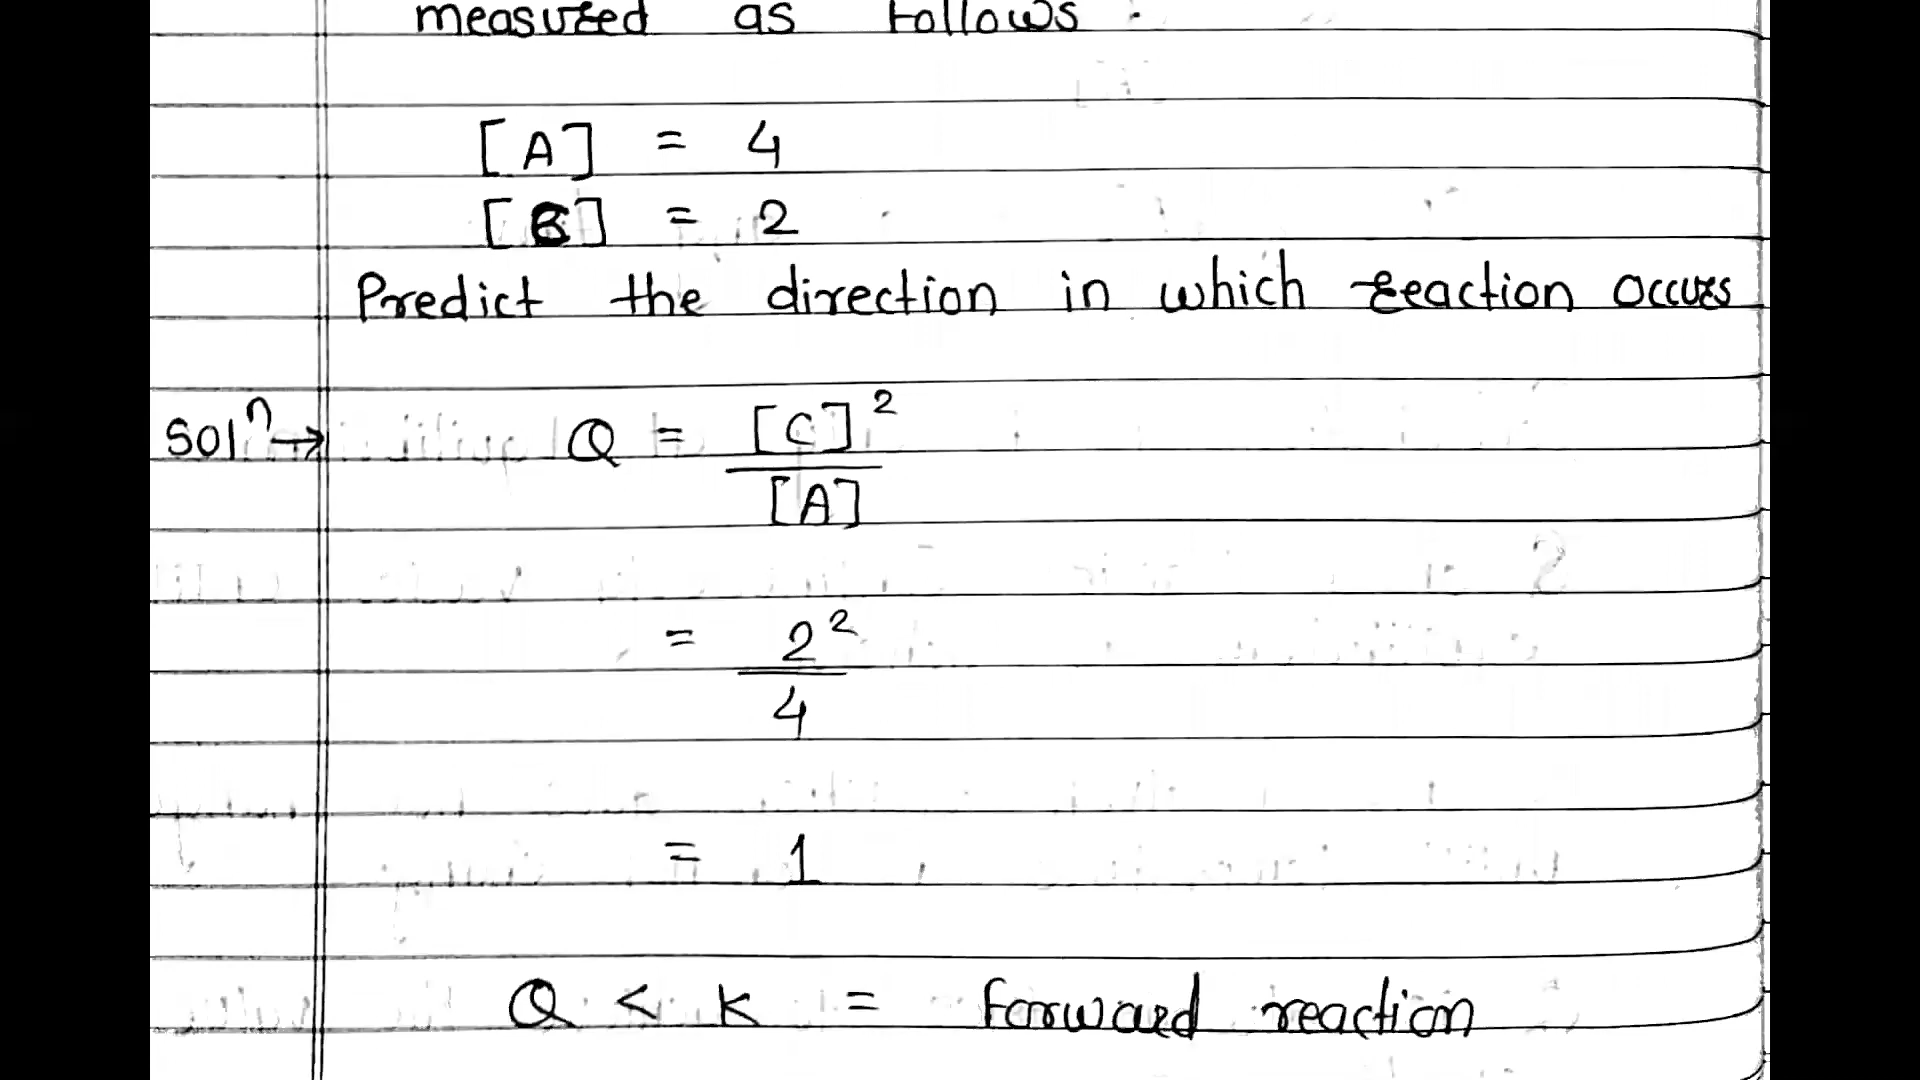 measured as follows :
[A] = 4
[B] = 2
Predict the direction in which reaction occurs
Solⁿ → Q = [C]²
[A]
= 2²
4
= 1
Q < K = forward reaction